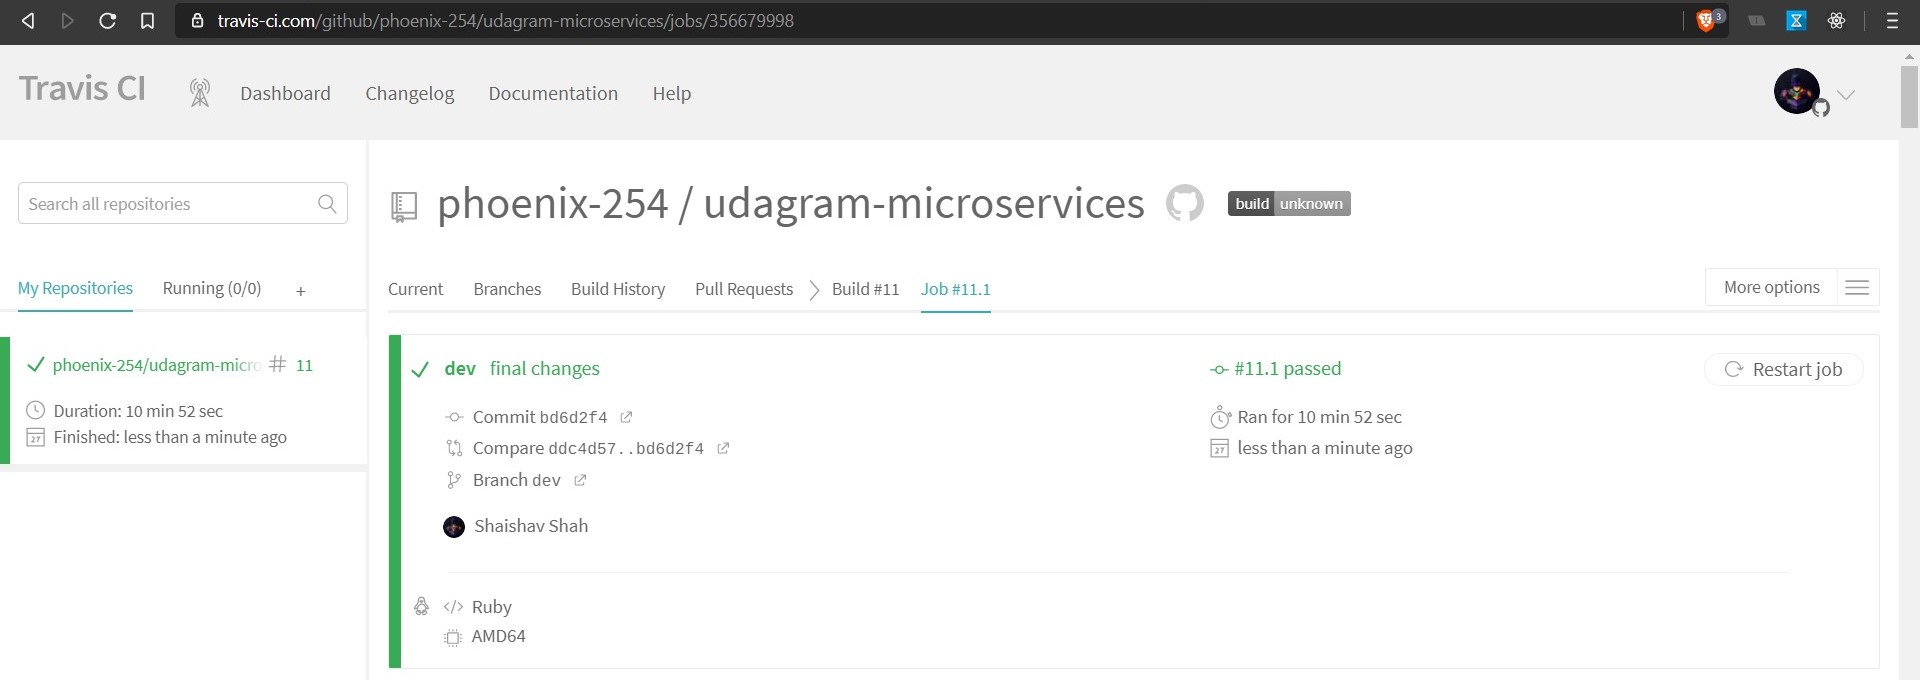 travis-ci.com/github/phoenix-254/udagram-microservices/jobs/356679998
3
Travis CI
Dashboard Changelog Documentation Help
Search all repositories
phoenix-254 / udagram-microservices
build unknown
My Repositories Running (0/0) +
Current Branches Build History Pull Requests Build #11 Job #11.1
More options
phoenix-254/udagram-micro # 11
Duration: 10 min 52 sec
Finished: less than a minute ago
dev final changes
#11.1 passed
Restart job
Commit bd6d2f4
Ran for 10 min 52 sec
Compare ddc4d57..bd6d2f4
less than a minute ago
Branch dev
Shaishav Shah
Ruby
AMD64